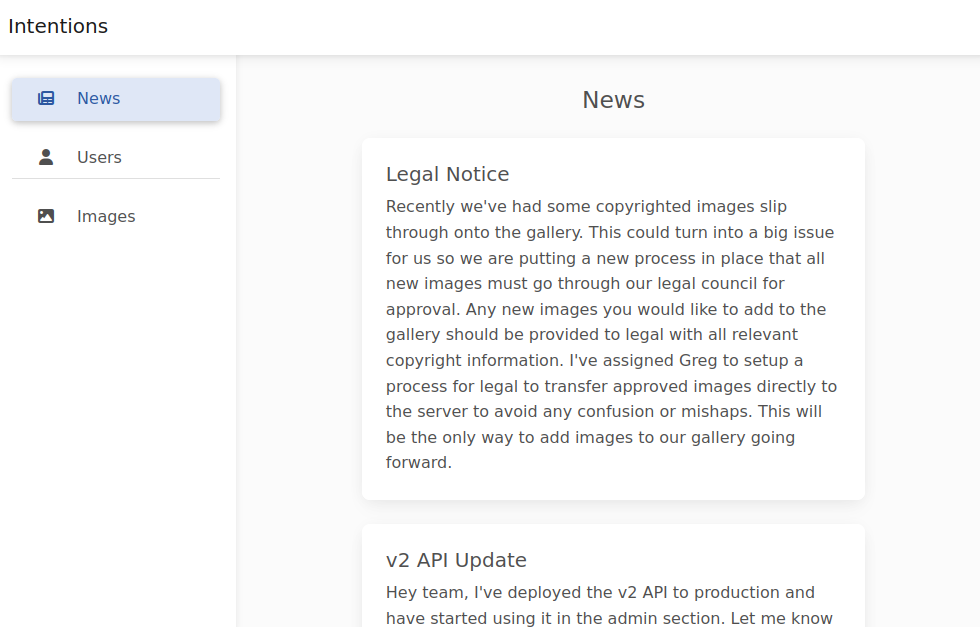 Intentions
News
Users
Images
News
Legal Notice
Recently we've had some copyrighted images slip
through onto the gallery. This could turn into a big issue
for us so we are putting a new process in place that all
new images must go through our legal council for
approval. Any new images you would like to add to the
gallery should be provided to legal with all relevant
copyright information. I've assigned Greg to setup a
process for legal to transfer approved images directly to
the server to avoid any confusion or mishaps. This will
be the only way to add images to our gallery going
forward.
v2 API Update
Hey team, I've deployed the v2 API to production and
have started using it in the admin section. Let me know